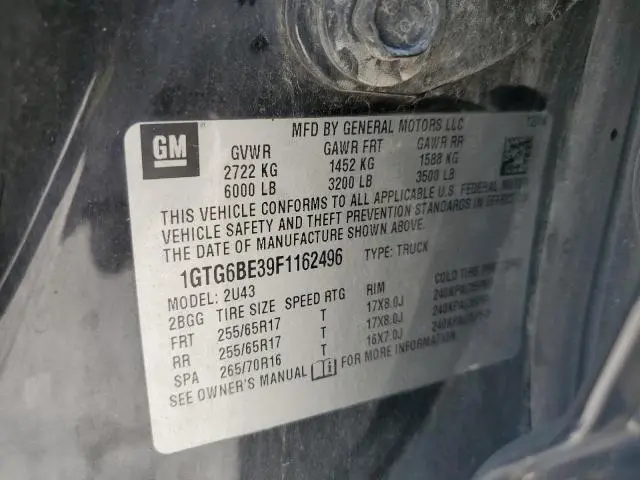 MFD BY GENERAL MOTORS LLC
GM
GVWR GAWR FRT GAWR RR
2722 KG 1452 KG 1588 KG
6000 LB 3200 LB 3500 LB
THIS VEHICLE CONFORMS TO ALL APPLICABLE U.S. FEDERAL MOTOR
VEHICLE SAFETY AND THEFT PREVENTION STANDARDS IN EFFECT
THE DATE OF MANUFACTURE SHOWN ABOVE.
1GTG6BE39F1162496 TYPE: TRUCK
MODEL: 2U43
2BGG TIRE SIZE SPEED RTG RIM COLD TIRE
FRT 255/65R17 T 17X8.0J
RR 255/65R17 T 17X8.0J
SPA 265/70R16 T 16X7.0J
SEE OWNER'S MANUAL FOR MORE INFORMATION